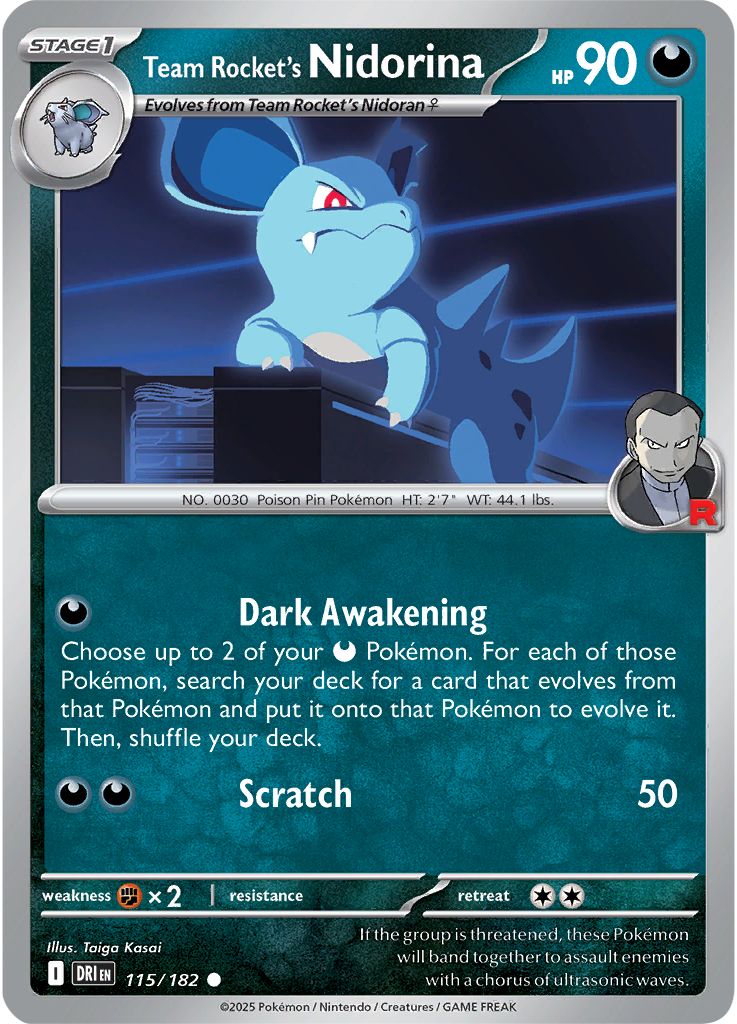 STAGE1
Team Rocket's Nidorina HP 90
Evolves from Team Rocket's Nidoran♀
NO. 0030 Poison Pin Pokémon HT: 2'7" WT: 44.1 lbs.
R
Dark Awakening
Choose up to 2 of your Pokémon. For each of those
Pokémon, search your deck for a card that evolves from
that Pokémon and put it onto that Pokémon to evolve it.
Then, shuffle your deck.
Scratch 50
weakness ×2 resistance retreat
Illus. Taiga Kasai
I DRI EN 115/182
If the group is threatened, these Pokémon
will band together to assault enemies
with a chorus of ultrasonic waves.
©2025 Pokémon / Nintendo / Creatures / GAME FREAK